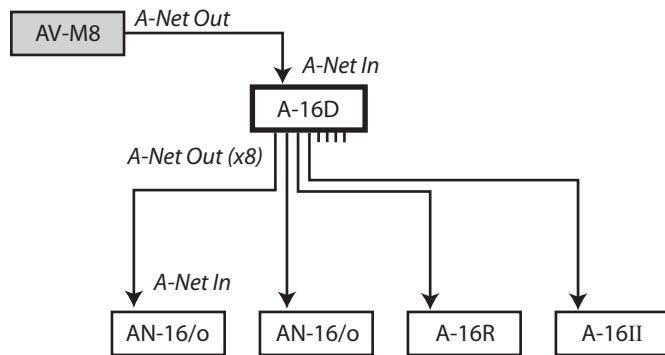 A-Net Out
AV-M8
A-Net In
A-16D
A-Net Out (x8)
A-Net In
AN-16/o
AN-16/o
A-16R
A-16II